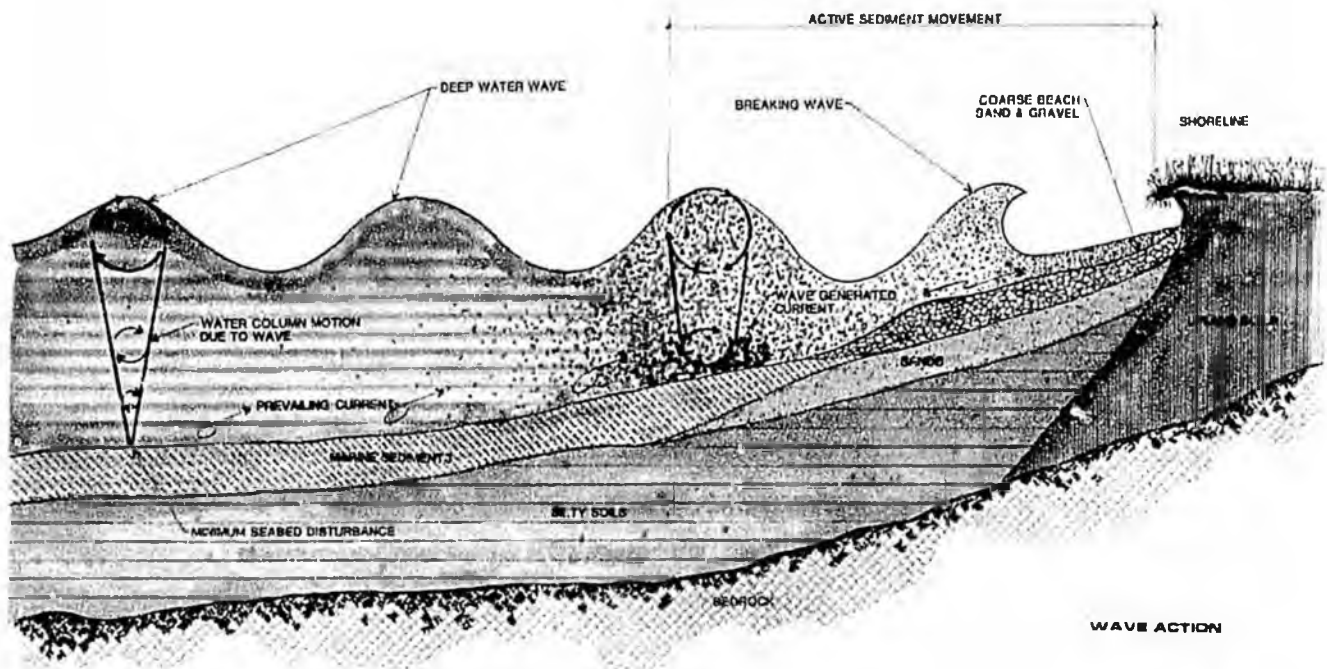 ACTIVE SEDIMENT MOVEMENT
DEEP WATER WAVE
BREAKING WAVE
COARSE BEACH
SAND & GRAVEL
SHORELINE
WAVE GENERATED
CURRENT
WATER COLUMN MOTION
DUE TO WAVE
SANDS
PREVAILING CURRENT
MARINE SEDIMENTS
SILTY SOILS
MINIMUM SEABED DISTURBANCE
BEDROCK
WAVE ACTION